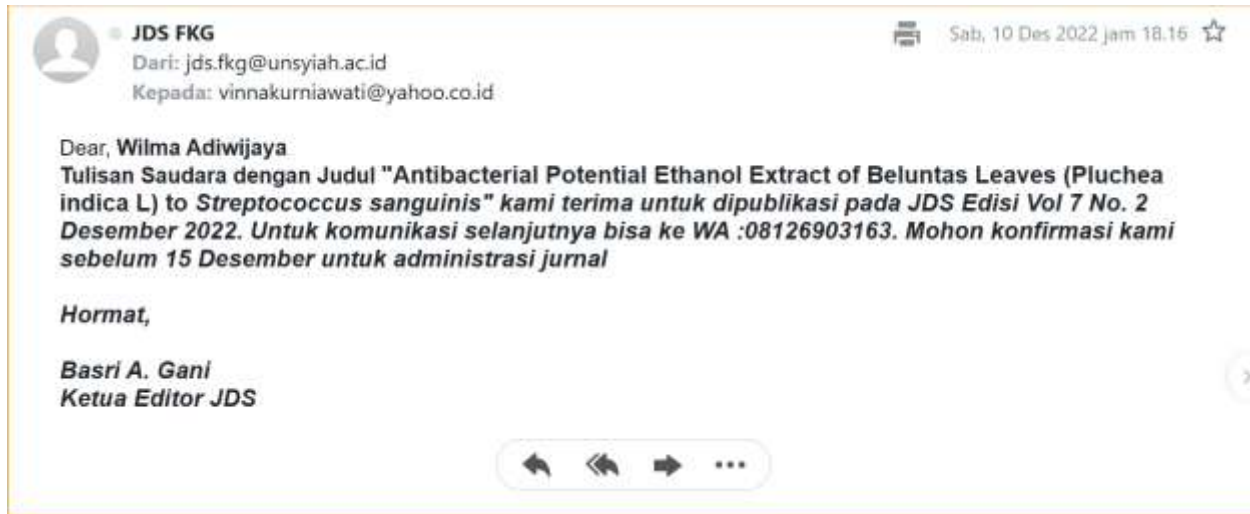 JDS FKG
Sab, 10 Des 2022 jam 18.16
Dari: jds.fkg@unsyiah.ac.id
Kepada: vinnakurniawati@yahoo.co.id
Dear, Wilma Adiwijaya
Tulisan Saudara dengan Judul "Antibacterial Potential Ethanol Extract of Beluntas Leaves (Pluchea
indica L) to Streptococcus sanguinis" kami terima untuk dipublikasi pada JDS Edisi Vol 7 No. 2
Desember 2022. Untuk komunikasi selanjutnya bisa ke WA :08126903163. Mohon konfirmasi kami
sebelum 15 Desember untuk administrasi jurnal
Hormat,
Basri A. Gani
Ketua Editor JDS